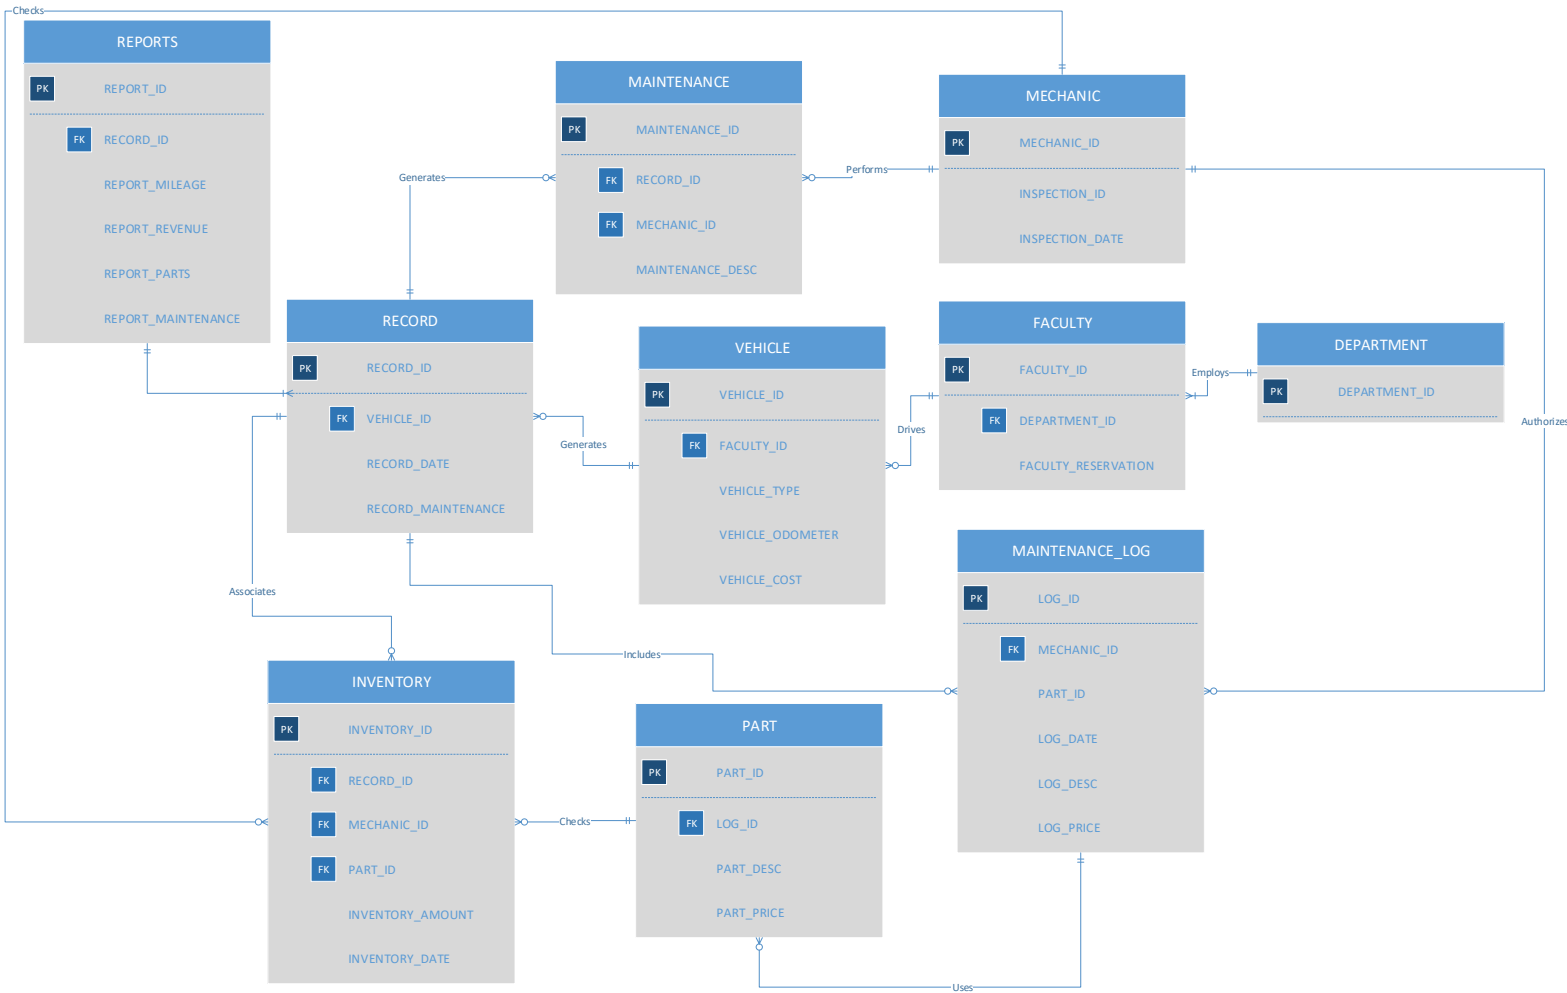 Checks
REPORTS
PK REPORT_ID
FK RECORD_ID
REPORT_MILEAGE
REPORT_REVENUE
REPORT_PARTS
REPORT_MAINTENANCE
MAINTENANCE
PK MAINTENANCE_ID
FK RECORD_ID
FK MECHANIC_ID
MAINTENANCE_DESC
MECHANIC
PK MECHANIC_ID
INSPECTION_ID
INSPECTION_DATE
Generates
Performs
RECORD
PK RECORD_ID
FK VEHICLE_ID
RECORD_DATE
RECORD_MAINTENANCE
Generates
VEHICLE
PK VEHICLE_ID
FK FACULTY_ID
VEHICLE_TYPE
VEHICLE_ODOMETER
VEHICLE_COST
Drives
FACULTY
PK FACULTY_ID
FK DEPARTMENT_ID
FACULTY_RESERVATION
Employs
DEPARTMENT
PK DEPARTMENT_ID
Authorizes
Associates
Includes
MAINTENANCE_LOG
PK LOG_ID
FK MECHANIC_ID
PART_ID
LOG_DATE
LOG_DESC
LOG_PRICE
INVENTORY
PK INVENTORY_ID
FK RECORD_ID
FK MECHANIC_ID
FK PART_ID
INVENTORY_AMOUNT
INVENTORY_DATE
Checks
PART
PK PART_ID
FK LOG_ID
PART_DESC
PART_PRICE
Uses